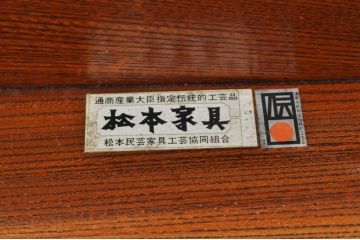 通商産業大臣指定伝統的工芸品
松本家具
松本民芸家具工芸協同組合
伝